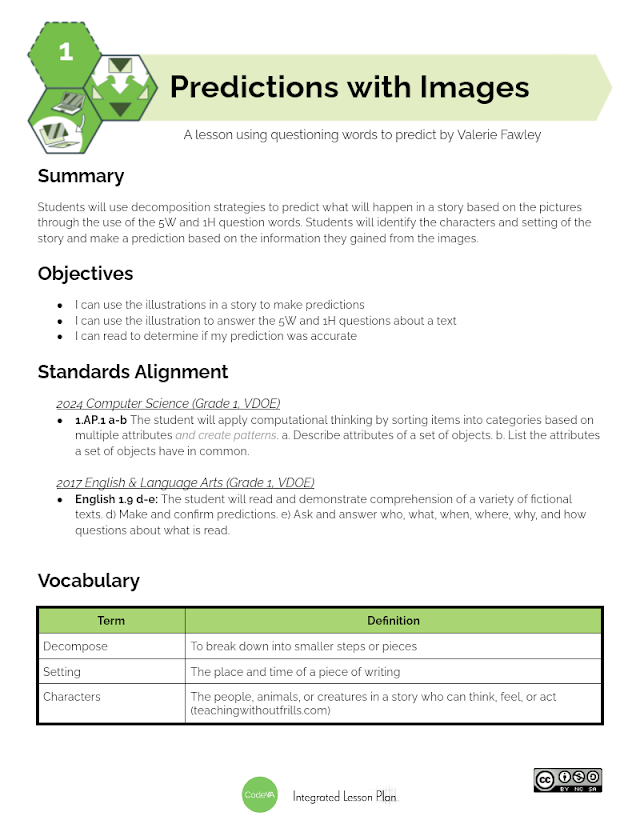 1
Predictions with Images
A lesson using questioning words to predict by Valerie Fawley
Summary
Students will use decomposition strategies to predict what will happen in a story based on the pictures
through the use of the 5W and 1H question words. Students will identify the characters and setting of the
story and make a prediction based on the information they gained from the images.
Objectives
● I can use the illustrations in a story to make predictions
● I can use the illustration to answer the 5W and 1H questions about a text
● I can read to determine if my prediction was accurate
Standards Alignment
2024 Computer Science (Grade 1, VDOE)
● 1.AP.1 a-b The student will apply computational thinking by sorting items into categories based on
multiple attributes and create patterns. a. Describe attributes of a set of objects. b. List the attributes
a set of objects have in common.
2017 English & Language Arts (Grade 1, VDOE)
● English 1.9 d-e: The student will read and demonstrate comprehension of a variety of fictional
texts. d) Make and confirm predictions. e) Ask and answer who, what, when, where, why, and how
questions about what is read.
Vocabulary
Term Definition
Decompose To break down into smaller steps or pieces
Setting The place and time of a piece of writing
Characters The people, animals, or creatures in a story who can think, feel, or act
(teachingwithoutfrills.com)
CodeVA Integrated Lesson Plan
cc BY NC SA